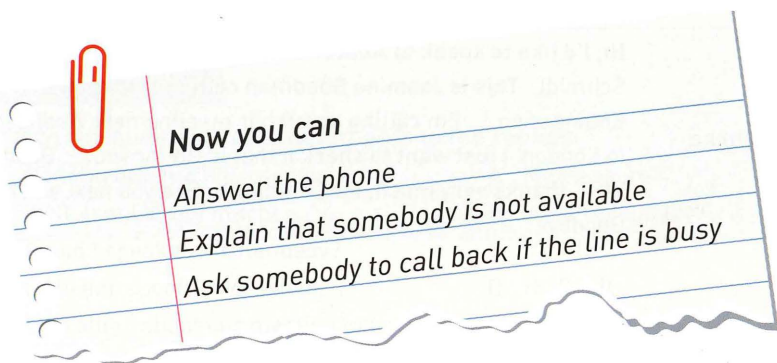 Now you can
Answer the phone
Explain that somebody is not available
Ask somebody to call back if the line is busy